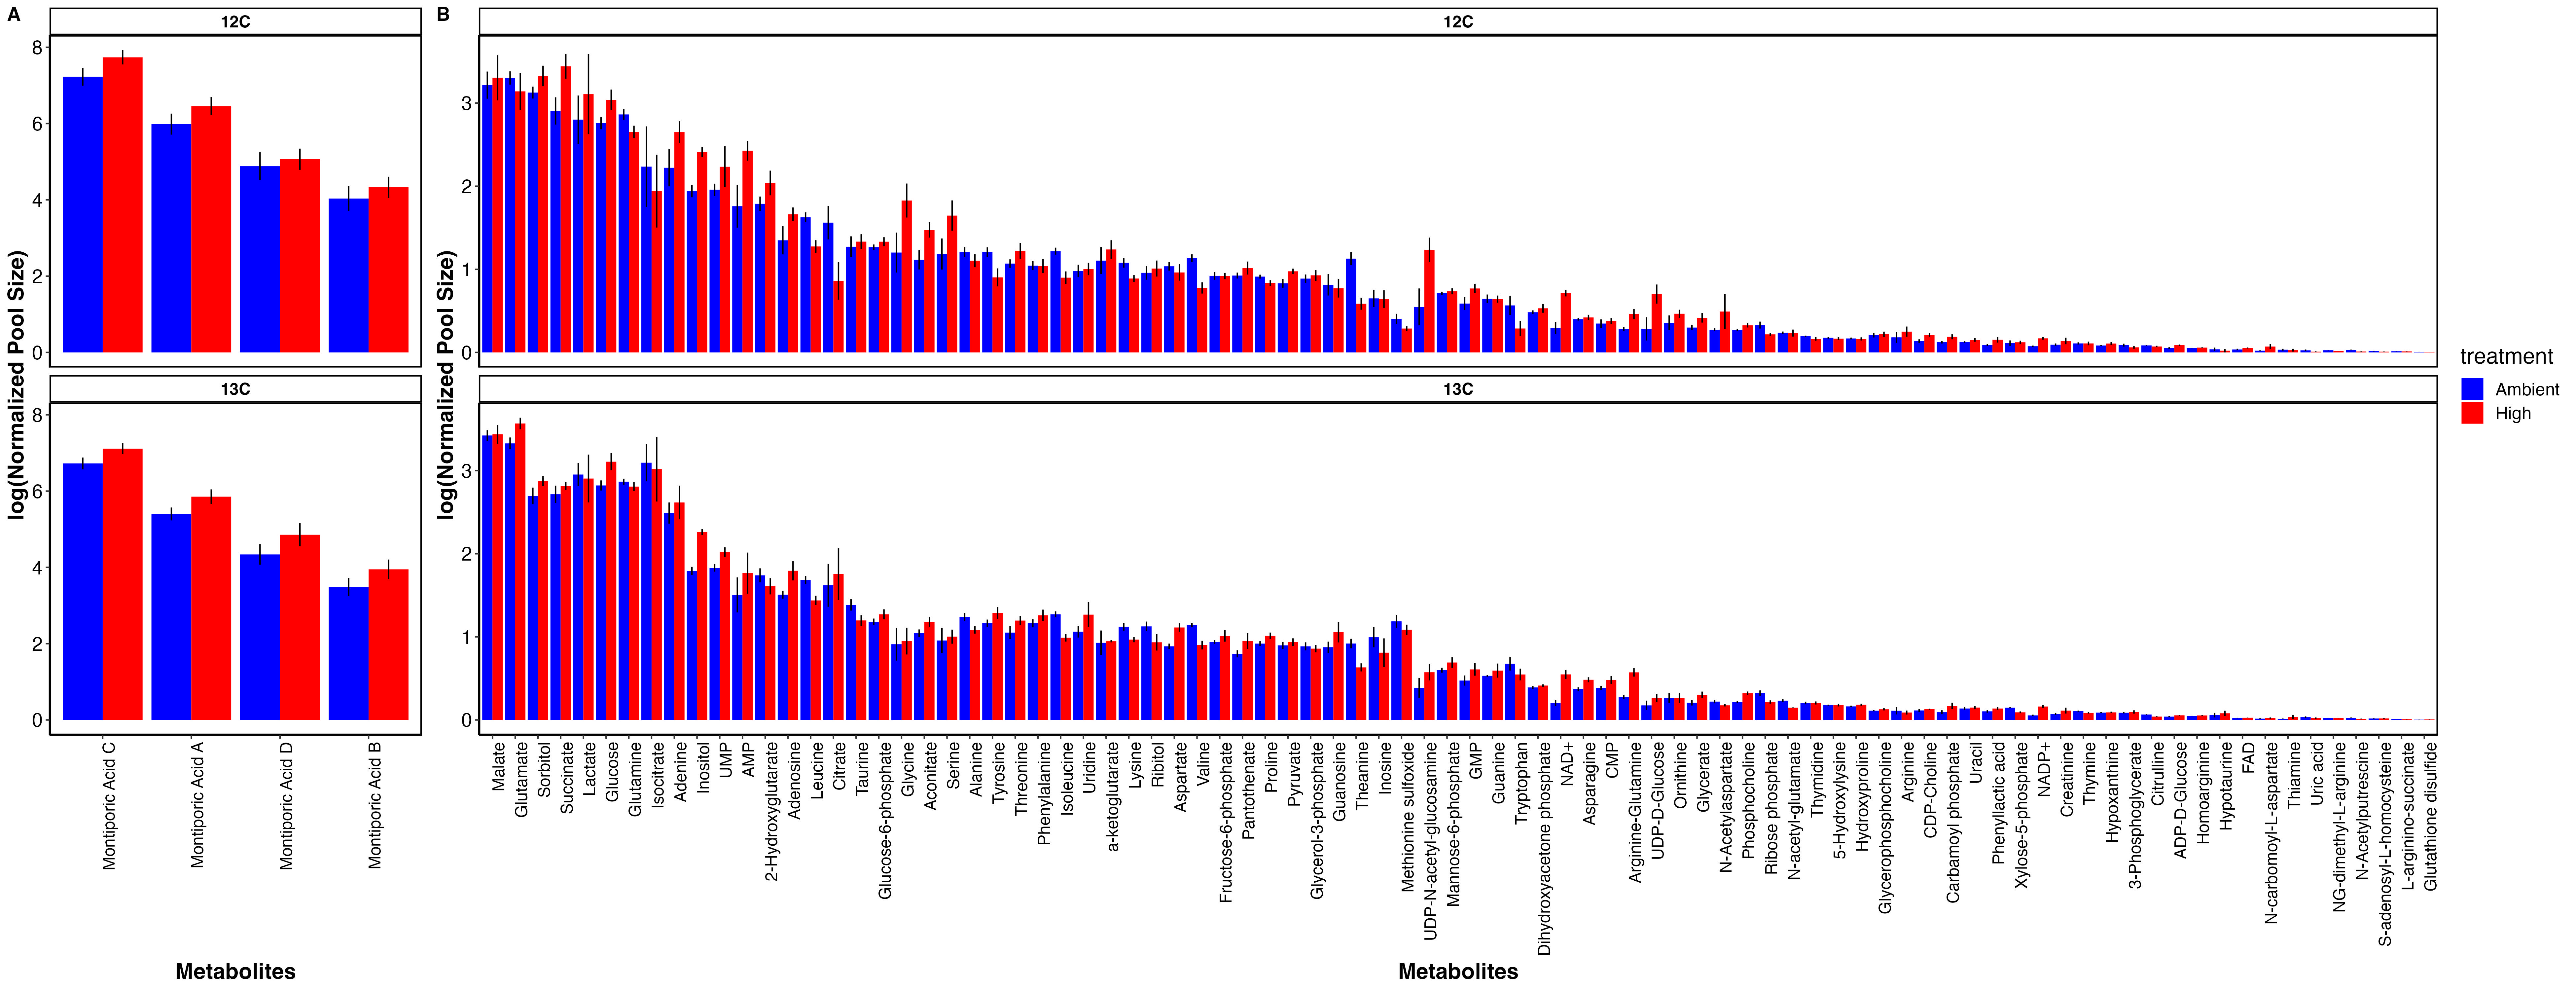 A
12C
8
6
4
2
0
13C
8
6
4
2
0
log(Normalized Pool Size)
Montiporic Acid C
Montiporic Acid A
Montiporic Acid D
Montiporic Acid B
Metabolites
B
12C
3
2
1
0
13C
3
2
1
0
log(Normalized Pool Size)
Malate
Glutamate
Sorbitol
Succinate
Lactate
Glucose
Glutamine
Isocitrate
Adenine
Inositol
UMP
AMP
2-Hydroxyglutarate
Adenosine
Leucine
Citrate
Taurine
Glucose-6-phosphate
Glycine
Aconitate
Serine
Alanine
Tyrosine
Threonine
Phenylalanine
Isoleucine
Uridine
a-ketoglutarate
Lysine
Ribitol
Aspartate
Valine
Fructose-6-phosphate
Pantothenate
Proline
Pyruvate
Glycerol-3-phosphate
Guanosine
Theanine
Inosine
Methionine sulfoxide
UDP-N-acetyl-glucosamine
Mannose-6-phosphate
GMP
Guanine
Tryptophan
Dihydroxyacetone phosphate
NAD+
Asparagine
CMP
Arginine-Glutamine
UDP-D-Glucose
Ornithine
Glycerate
N-Acetylaspartate
Phosphocholine
Ribose phosphate
N-acetyl-glutamate
Thymidine
5-Hydroxylysine
Hydroxyproline
Glycerophosphocholine
Arginine
CDP-Choline
Carbamoyl phosphate
Uracil
Phenyllactic acid
Xylose-5-phosphate
NADP+
Creatinine
Thymine
Hypoxanthine
3-Phosphoglycerate
Citrulline
ADP-D-Glucose
Homoarginine
Hypotaurine
FAD
N-carbomoyl-L-aspartate
Thiamine
Uric acid
NG-dimethyl-L-arginine
N-Acetylputrescine
S-adenosyl-L-homocysteine
L-arginino-succinate
Glutathione disulfide
Metabolites
treatment
Ambient
High